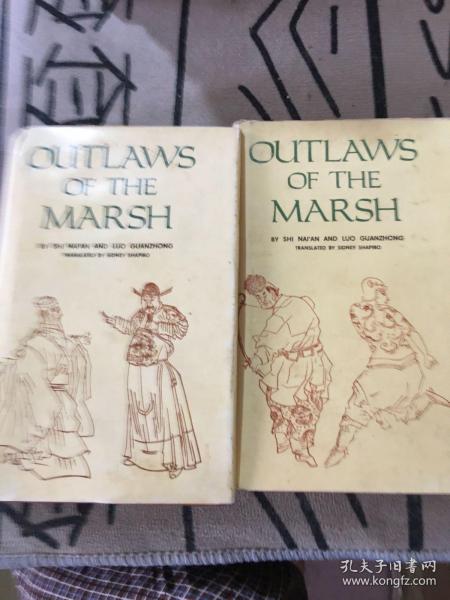 OUTLAWS
OF THE
MARSH
BY SHI NAI'AN AND LUO GUANZHONG
TRANSLATED BY SIDNEY SHAPIRO
OUTLAWS
OF THE
MARSH
BY SHI NAI'AN AND LUO GUANZHONG
TRANSLATED BY SIDNEY SHAPIRO
孔夫子旧书网
www.kongfz.com